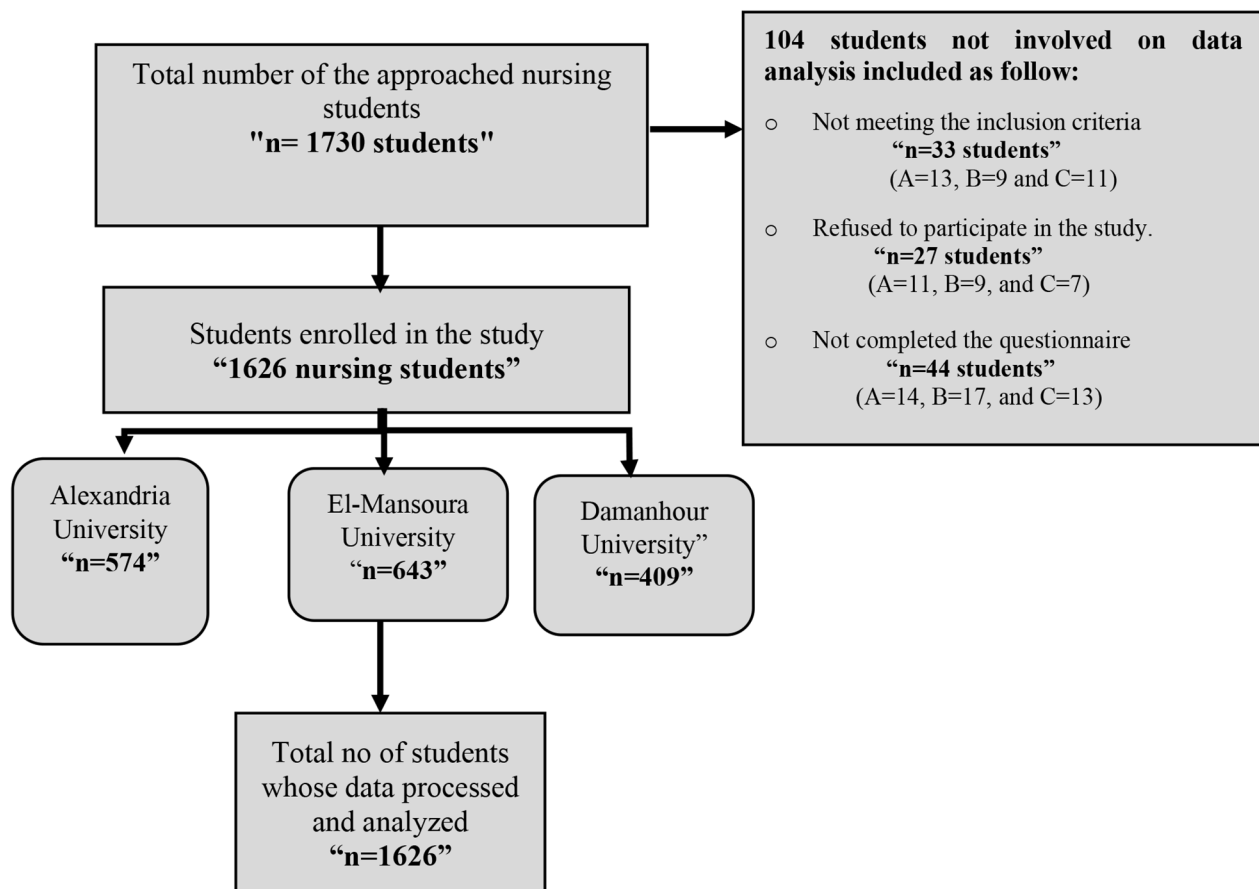 Total number of the approached nursing
students
"n= 1730 students"
104 students not involved on data
analysis included as follow:
o Not meeting the inclusion criteria
“n=33 students”
(A=13, B=9 and C=11)
o Refused to participate in the study.
“n=27 students”
(A=11, B=9, and C=7)
o Not completed the questionnaire
“n=44 students”
(A=14, B=17, and C=13)
Students enrolled in the study
“1626 nursing students”
Alexandria
University
“n=574”
El-Mansoura
University
“n=643”
Damanhour
University”
“n=409”
Total no of students
whose data processed
and analyzed
“n=1626”